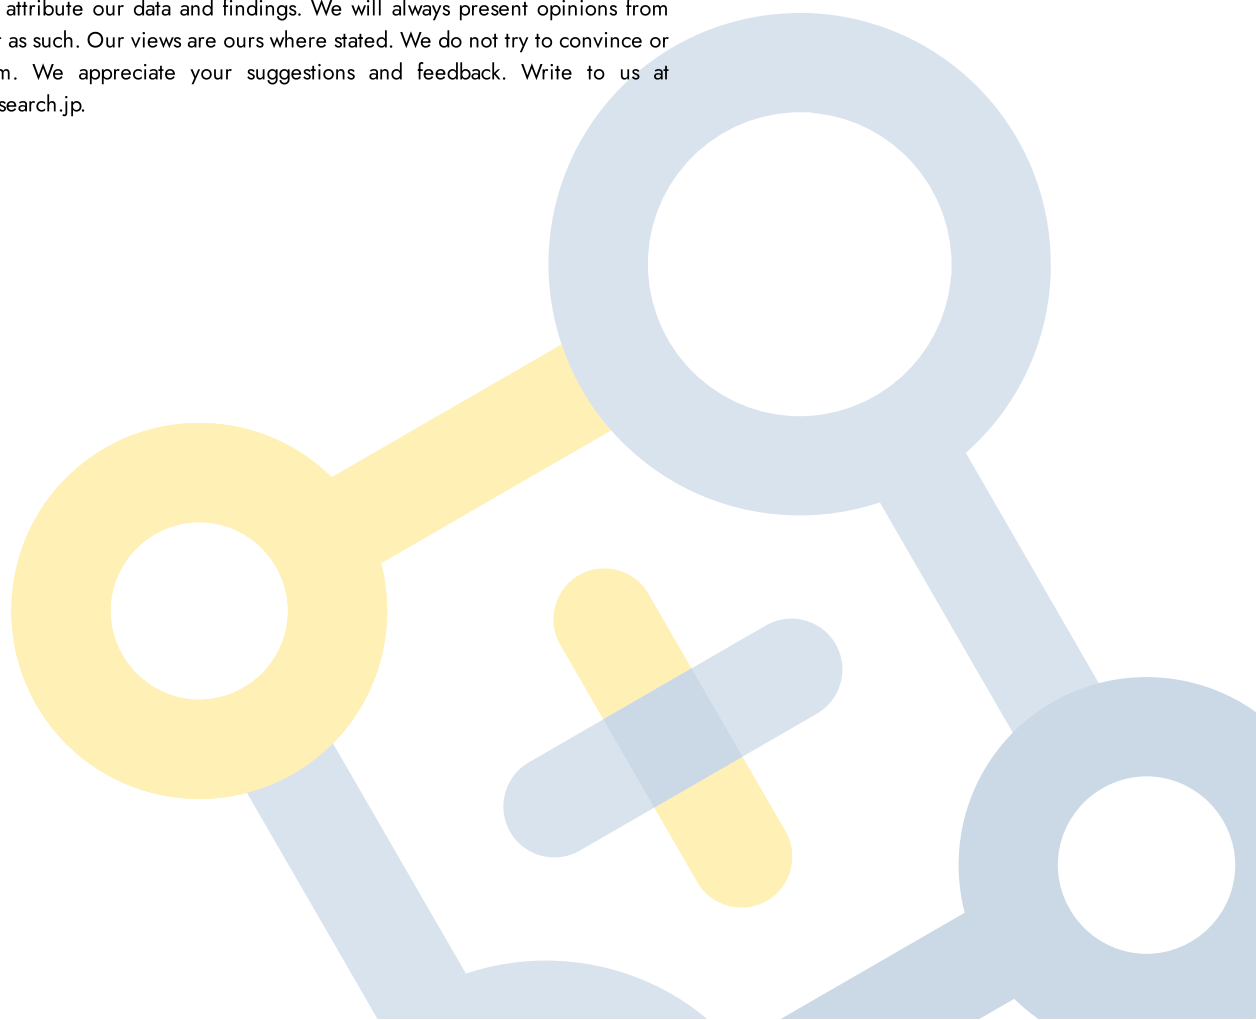 attribute our data and findings. We will always present opinions from
as such. Our views are ours where stated. We do not try to convince or
We appreciate your suggestions and feedback. Write to us at
search.jp.